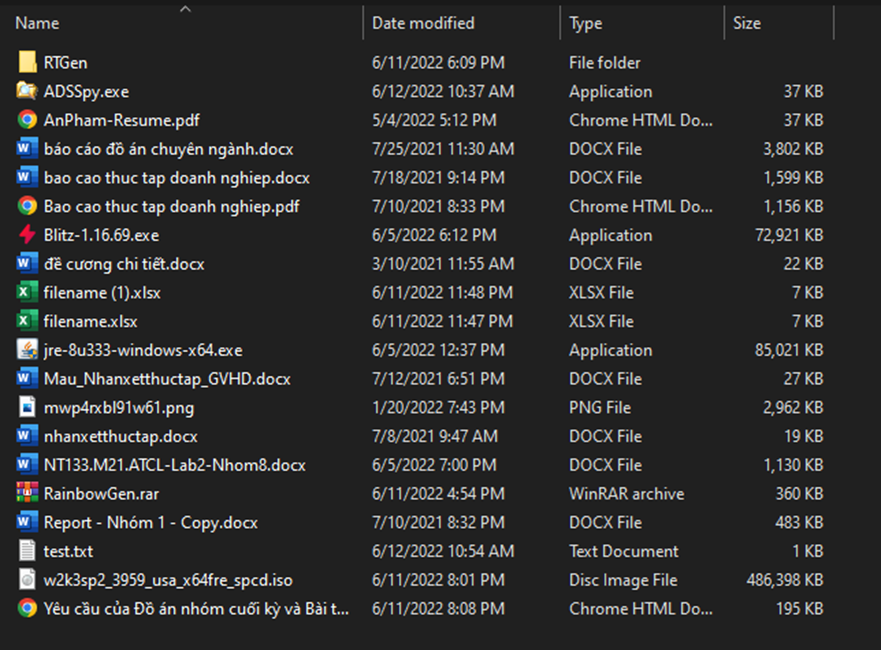 Name Date modified Type Size
RTGen 6/11/2022 6:09 PM File folder
ADSSpy.exe 6/12/2022 10:37 AM Application 37 KB
AnPham-Resume.pdf 5/4/2022 5:12 PM Chrome HTML Do... 37 KB
báo cáo đồ án chuyên ngành.docx 7/25/2021 11:30 AM DOCX File 3,802 KB
bao cao thuc tap doanh nghiep.docx 7/18/2021 9:14 PM DOCX File 1,599 KB
Bao cao thuc tap doanh nghiep.pdf 7/10/2021 8:33 PM Chrome HTML Do... 1,156 KB
Blitz-1.16.69.exe 6/5/2022 6:12 PM Application 72,921 KB
đề cương chi tiết.docx 3/10/2021 11:55 AM DOCX File 22 KB
filename (1).xlsx 6/11/2022 11:48 PM XLSX File 7 KB
filename.xlsx 6/11/2022 11:47 PM XLSX File 7 KB
jre-8u333-windows-x64.exe 6/5/2022 12:37 PM Application 85,021 KB
Mau_Nhanxetthuctap_GVHD.docx 7/12/2021 6:51 PM DOCX File 27 KB
mwp4rxbl91w61.png 1/20/2022 7:43 PM PNG File 2,962 KB
nhanxetthuctap.docx 7/8/2021 9:47 AM DOCX File 19 KB
NT133.M21.ATCL-Lab2-Nhom8.docx 6/5/2022 7:00 PM DOCX File 1,130 KB
RainbowGen.rar 6/11/2022 4:54 PM WinRAR archive 360 KB
Report - Nhóm 1 - Copy.docx 7/10/2021 8:32 PM DOCX File 483 KB
test.txt 6/12/2022 10:54 AM Text Document 1 KB
w2k3sp2_3959_usa_x64fre_spcd.iso 6/11/2022 8:01 PM Disc Image File 486,398 KB
Yêu cầu của Đồ án nhóm cuối kỳ và Bài t... 6/11/2022 8:08 PM Chrome HTML Do... 195 KB